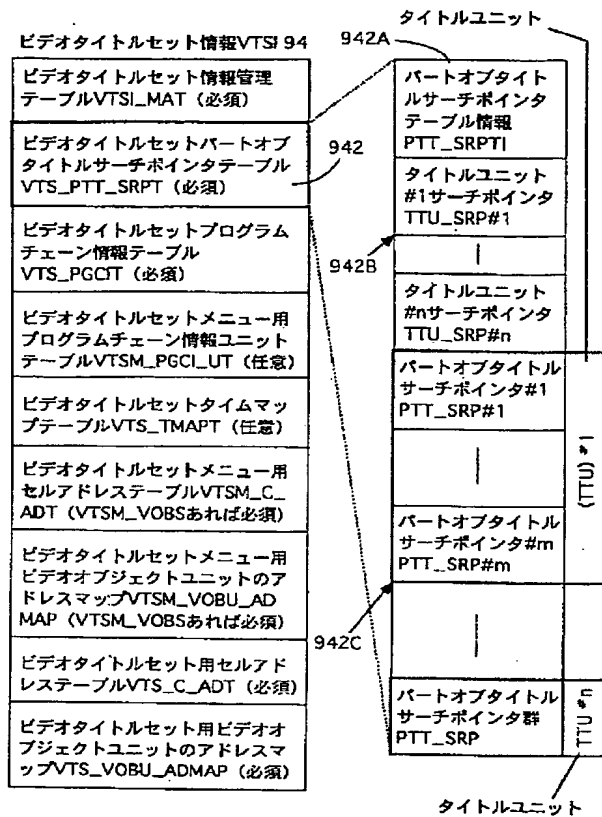 ビデオタイトルセット情報VTSI 94
ビデオタイトルセット情報管理
テーブルVTSI_MAT（必須）
ビデオタイトルセットパートオブ
タイトルサーチポインタテーブル
VTS_PTT_SRPT（必須）
ビデオタイトルセットプログラム
チェーン情報テーブル
VTS_PGCIT（必須）
ビデオタイトルセットメニュー用
プログラムチェーン情報ユニット
テーブルVTSM_PGCI_UT（任意）
ビデオタイトルセットタイムマッ
プテーブルVTS_TMAPT（任意）
ビデオタイトルセットメニュー用
セルアドレステーブルVTSM_C_
ADT（VTSM_VOBSあれば必須）
ビデオタイトルセットメニュー用
ビデオオブジェクトユニットのア
ドレスマップVTSM_VOBU_AD
MAP（VTSM_VOBSあれば必須）
ビデオタイトルセット用セルアド
レステーブルVTS_C_ADT（必須）
ビデオタイトルセット用ビデオオ
ブジェクトユニットのアドレスマ
ップVTS_VOBU_ADMAP（必須）
942
タイトルユニット
942A
パートオブタイト
ルサーチポインタ
テーブル情報
PTT_SRPTI
タイトルユニット
#1サーチポインタ
TTU_SRP#1
942B
タイトルユニット
#nサーチポインタ
TTU_SRP#n
パートオブタイトル
サーチポインタ#1
PTT_SRP#1
(TTU) #1
パートオブタイトル
サーチポインタ#m
PTT_SRP#m
942C
パートオブタイトル
サーチポインタ群
PTT_SRP
TTU #n
タイトルユニット